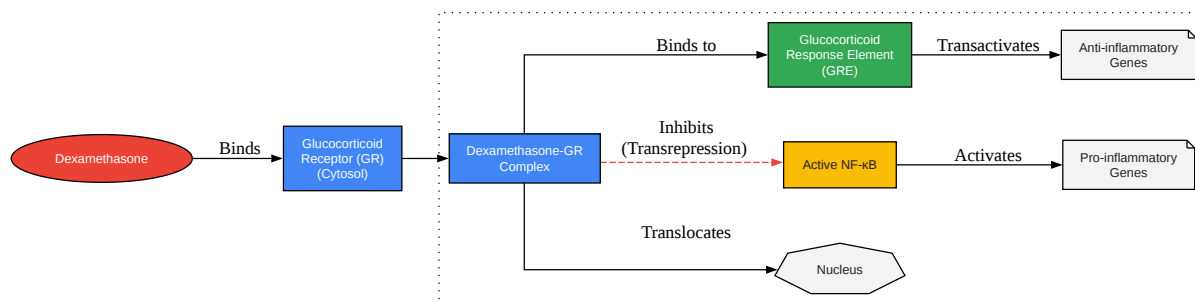 Dexamethasone
Binds
Glucocorticoid
Receptor (GR)
(Cytosol)
Dexamethasone-GR
Complex
Binds to
Glucocorticoid
Response Element
(GRE)
Transactivates
Anti-inflammatory
Genes
Inhibits
(Transrepression)
Active NF-κB
Activates
Pro-inflammatory
Genes
Translocates
Nucleus